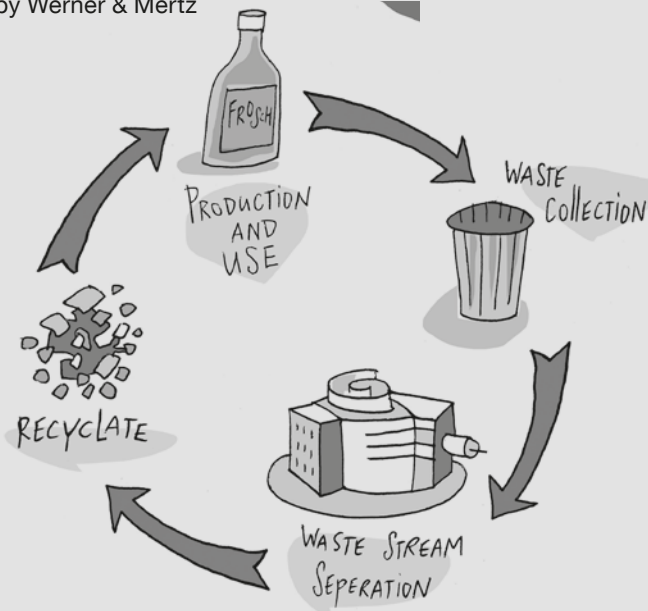 by Werner & Mertz
FROSCH
PRODUCTION
AND
USE
WASTE
COLLECTION
WASTE STREAM
SEPERATION
RECYCLATE